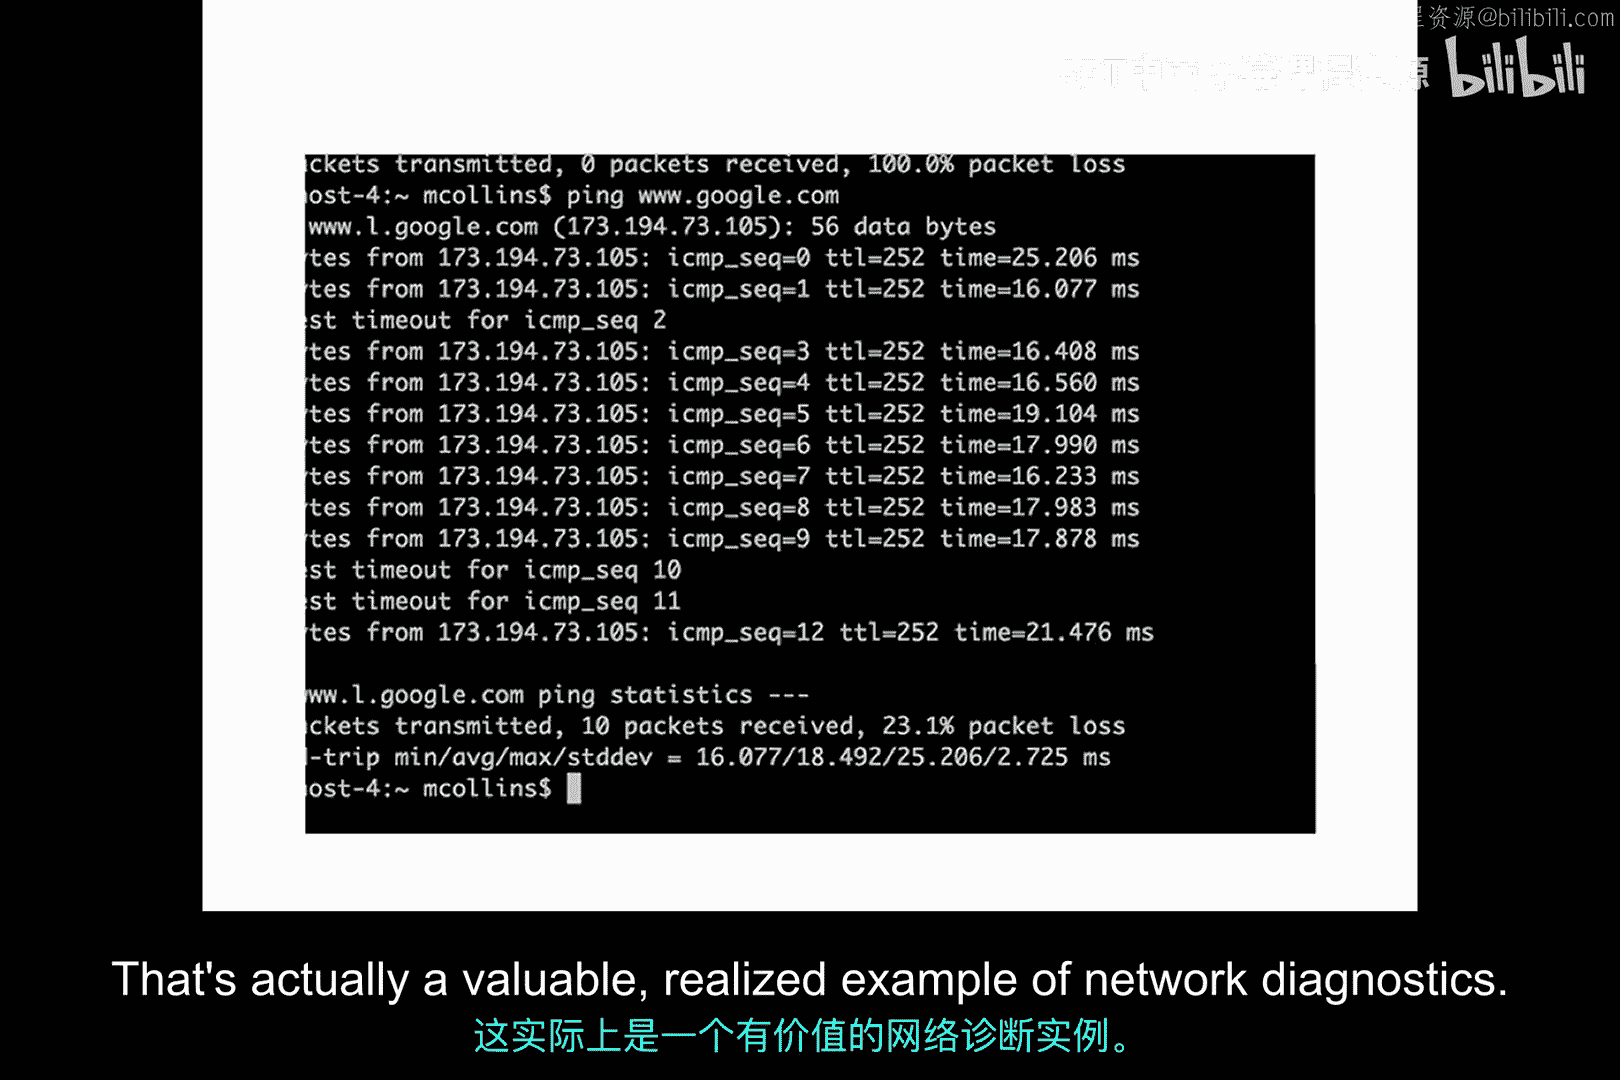 资源@bilibili.com
源 bilibili
ckets transmitted, 0 packets received, 100.0% packet loss
ost-4:~ mcollins$ ping www.google.com
www.l.google.com (173.194.73.105): 56 data bytes
tes from 173.194.73.105: icmp_seq=0 ttl=252 time=25.206 ms
tes from 173.194.73.105: icmp_seq=1 ttl=252 time=16.077 ms
st timeout for icmp_seq 2
tes from 173.194.73.105: icmp_seq=3 ttl=252 time=16.408 ms
tes from 173.194.73.105: icmp_seq=4 ttl=252 time=16.560 ms
tes from 173.194.73.105: icmp_seq=5 ttl=252 time=19.104 ms
tes from 173.194.73.105: icmp_seq=6 ttl=252 time=17.990 ms
tes from 173.194.73.105: icmp_seq=7 ttl=252 time=16.233 ms
tes from 173.194.73.105: icmp_seq=8 ttl=252 time=17.983 ms
tes from 173.194.73.105: icmp_seq=9 ttl=252 time=17.878 ms
st timeout for icmp_seq 10
st timeout for icmp_seq 11
tes from 173.194.73.105: icmp_seq=12 ttl=252 time=21.476 ms
ww.l.google.com ping statistics ---
ckets transmitted, 10 packets received, 23.1% packet loss
-trip min/avg/max/stddev = 16.077/18.492/25.206/2.725 ms
ost-4:~ mcollins$
That's actually a valuable, realized example of network diagnostics.
这实际上是一个有价值的网络诊断实例。